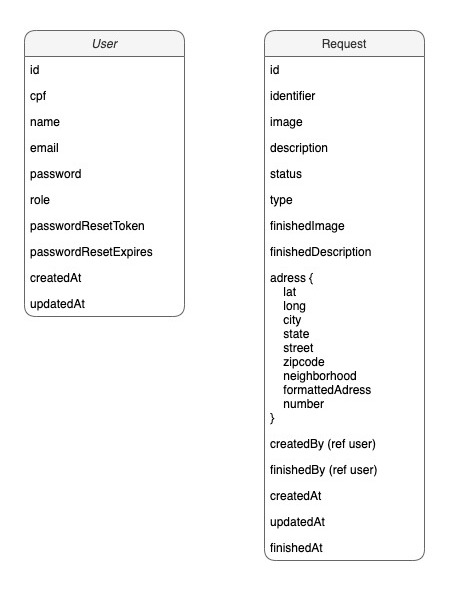 User
id
cpf
name
email
password
role
passwordResetToken
passwordResetExpires
createdAt
updatedAt
Request
id
identifier
image
description
status
type
finishedImage
finishedDescription
adress {
lat
long
city
state
street
zipcode
neighborhood
formattedAdress
number
}
createdBy (ref user)
finishedBy (ref user)
createdAt
updatedAt
finishedAt